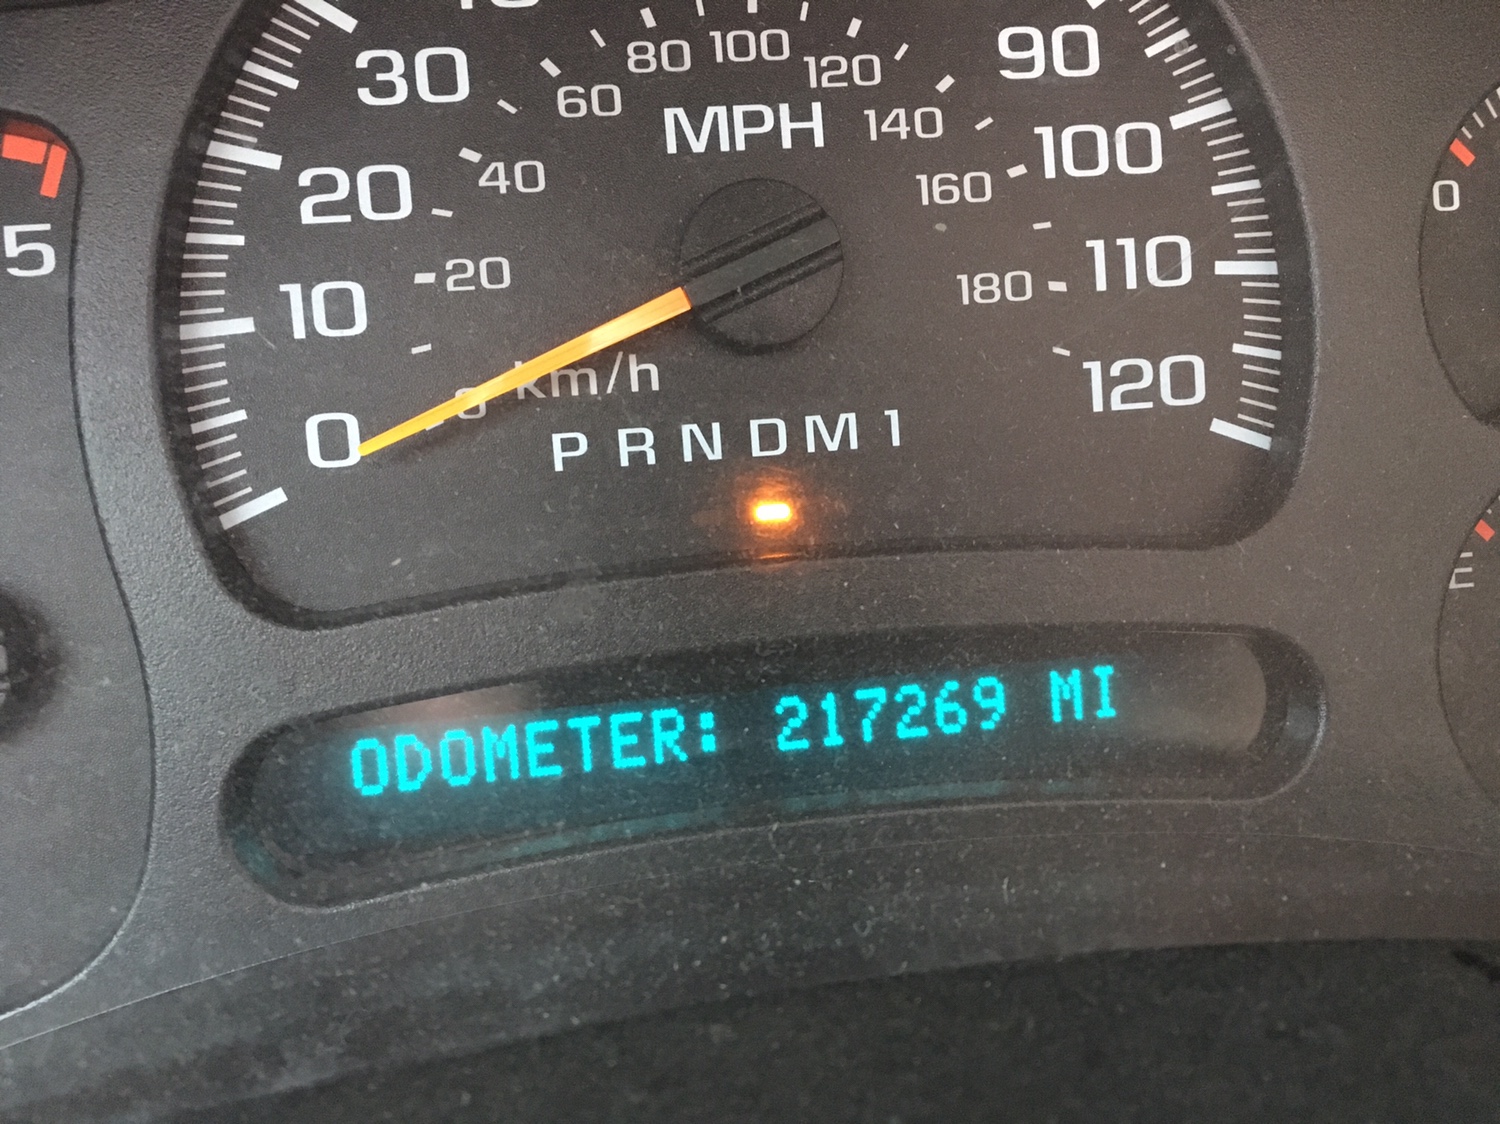 30 80 100 120 90
60 MPH 140
20 40 160 100
5 0
10 20 180 110
km/h
0 120
P R N D M 1
ODOMETER: 217269 MI